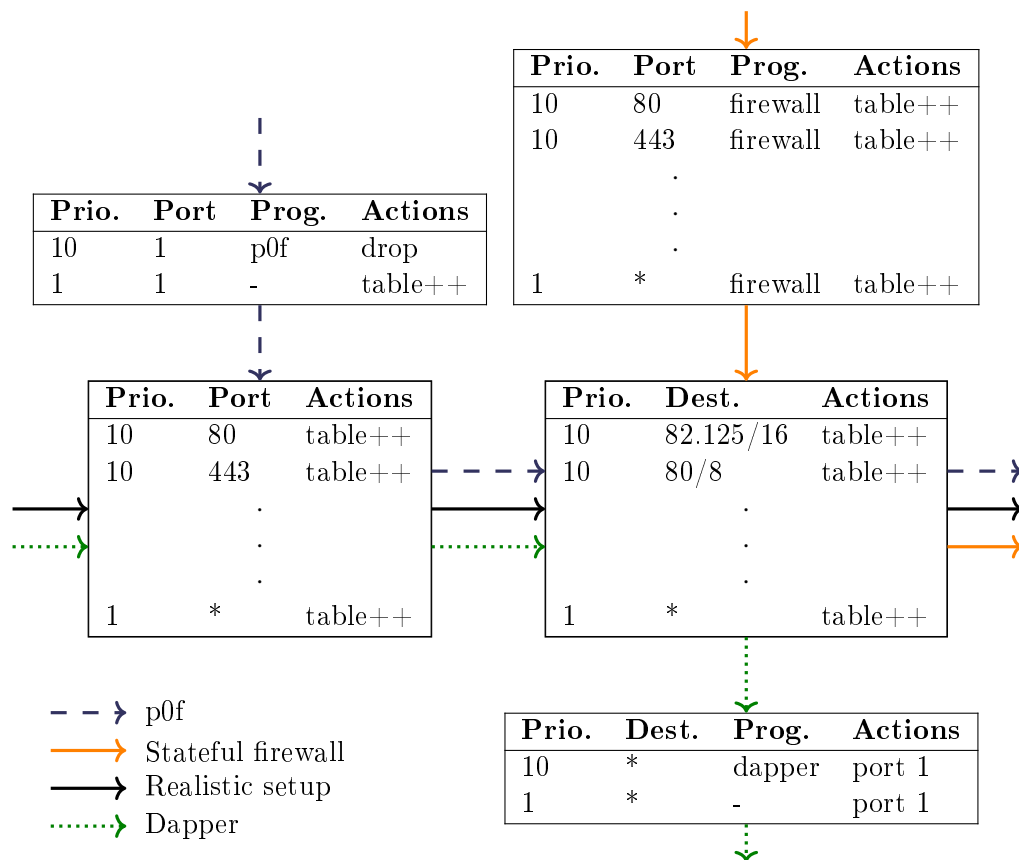 Prio. Port Prog. Actions
10 80 firewall table++
10 443 firewall table++
.
.
.
1 * firewall table++
Prio. Port Prog. Actions
10 1 p0f drop
1 1 - table++
Prio. Port Actions
10 80 table++
10 443 table++
.
.
.
1 * table++
Prio. Dest. Actions
10 82.125/16 table++
10 80/8 table++
.
.
.
1 * table++
p0f
Stateful firewall
Realistic setup
Dapper
Prio. Dest. Prog. Actions
10 * dapper port 1
1 * - port 1